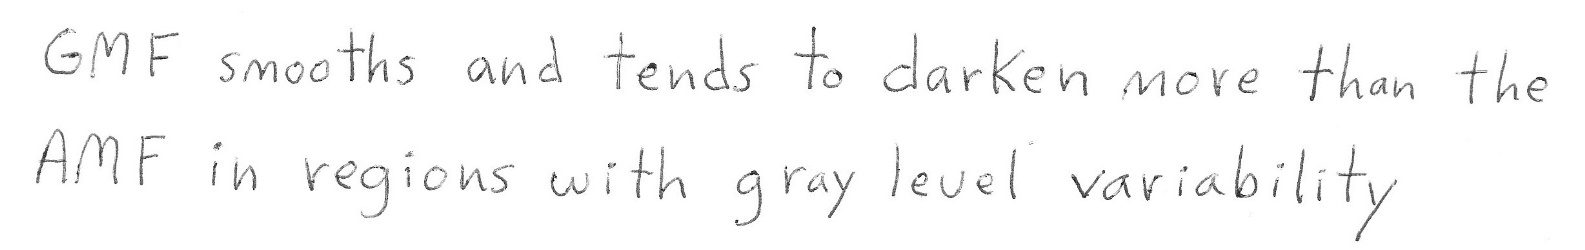 GMF smooths and tends to darken more than the
AMF in regions with gray level variability